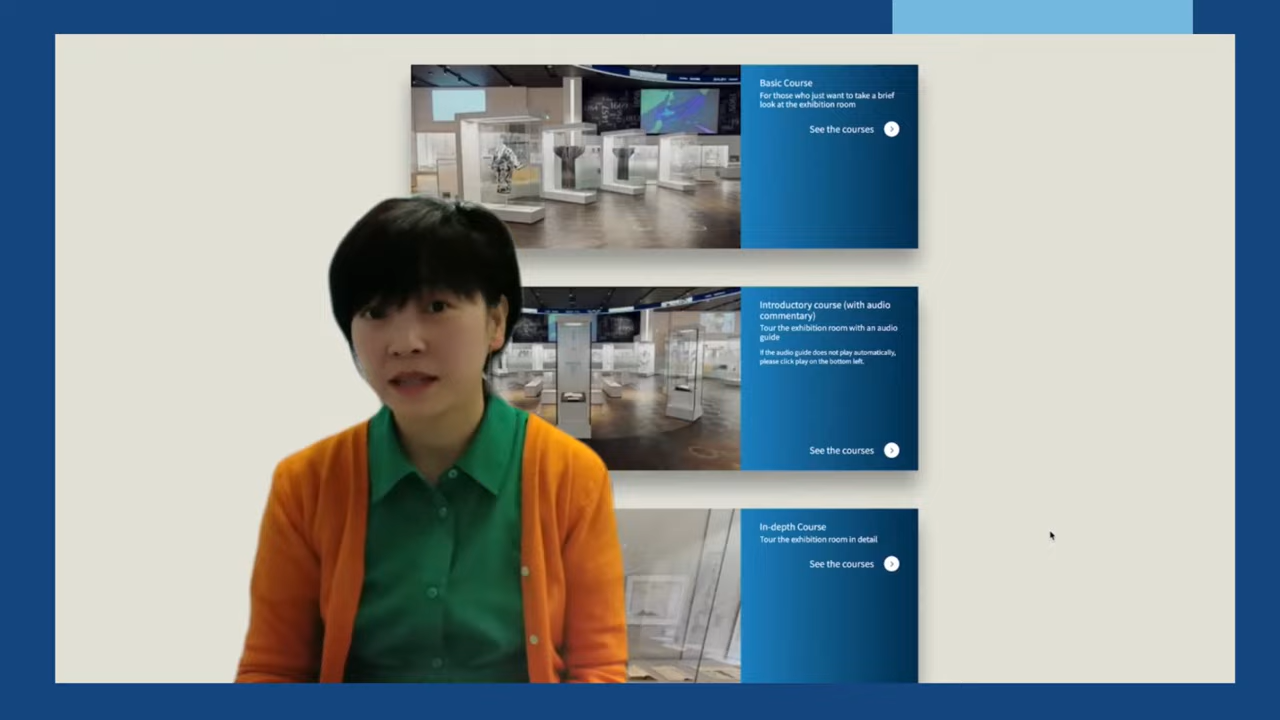 Basic Course
For those who just want to take a brief
look at the exhibition room
See the courses
Introductory course (with audio
commentary)
Tour the exhibition room with an audio
guide
If the audio guide does not play automatically,
please click play on the bottom left.
See the courses
In-depth Course
Tour the exhibition room in detail
See the courses